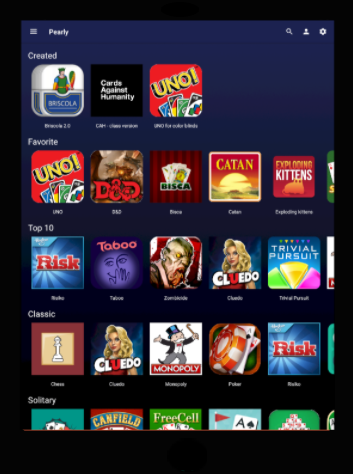 Pearly
Created
BRISCOLA
Cards
Against
Humanity
UNO!
Briscola 2.0
CAH - class version
UNO for color blinds
Favorite
UNO!
D&D
BISCA
CATAN
EXPLODING
KITTENS
UNO
D&D
Bisca
Catan
Exploding kittens
Top 10
Risk
Taboo
CLUEDO
TRIVIAL
PURSUIT
Risiko
Taboo
Zombicide
Cluedo
Trivial Pursuit
Classic
CLUEDO
MONOPOLY
Risk
Chess
Cluedo
Monopoly
Poker
Risiko
Solitary
CANFIELD
FreeCell
A